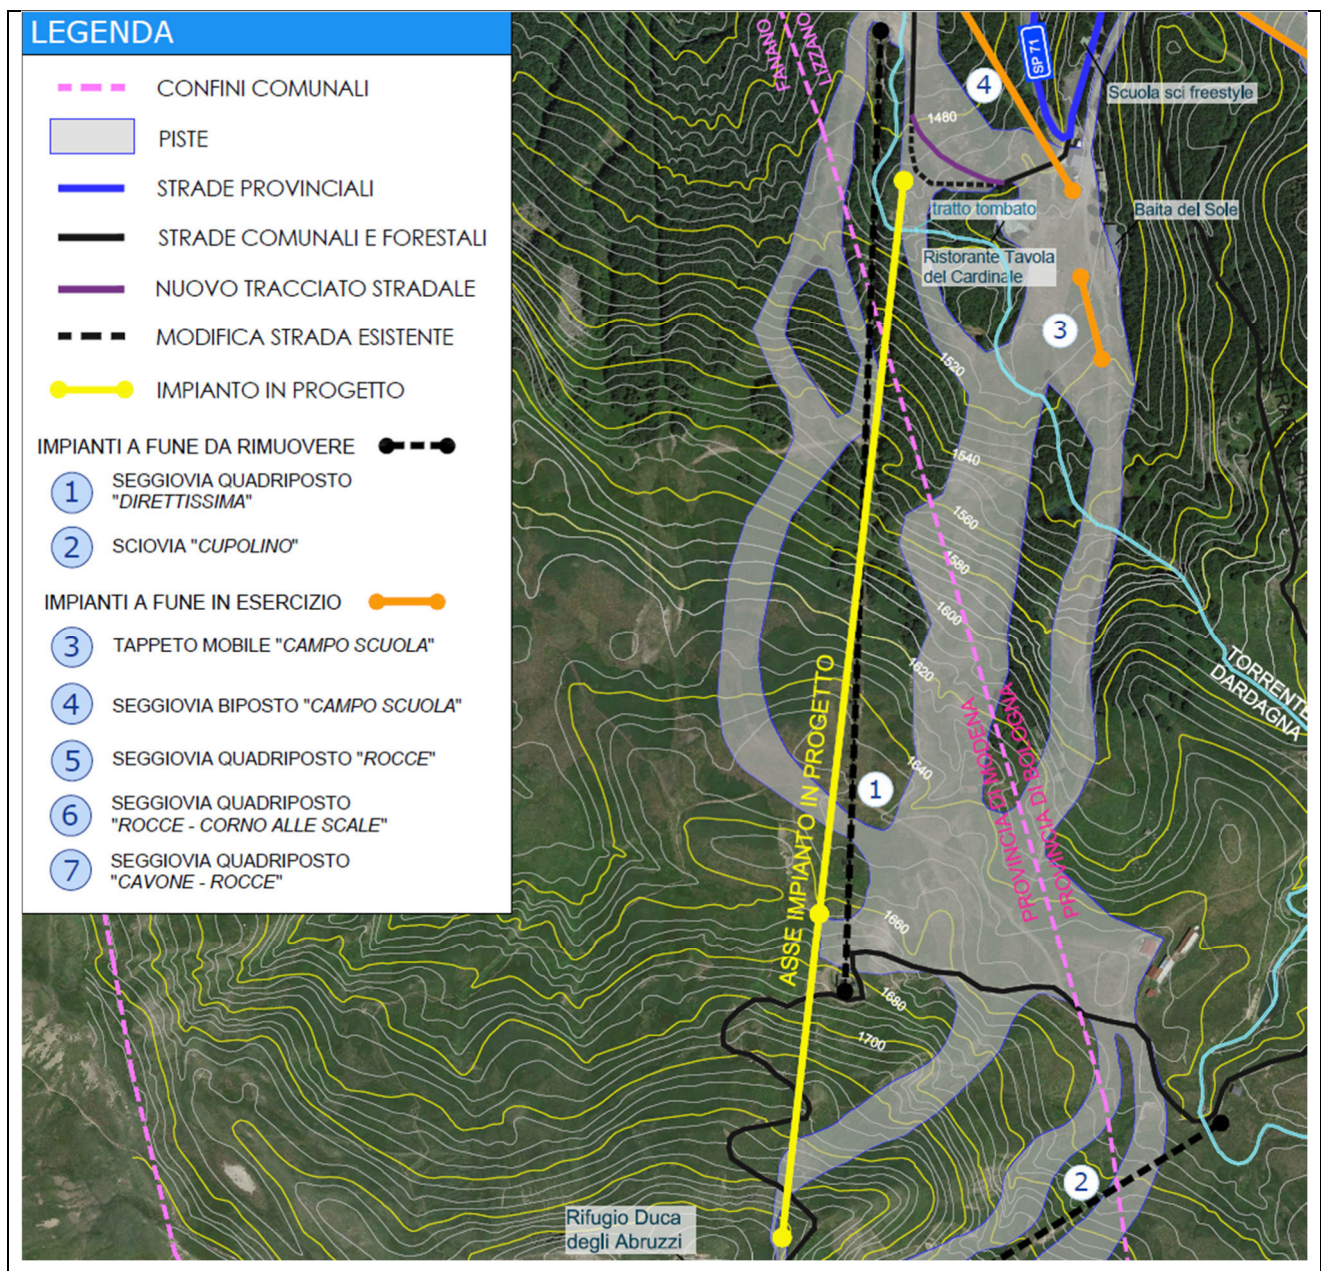 LEGENDA
CONFINI COMUNALI
PISTE
STRADE PROVINCIALI
STRADE COMUNALI E FORESTALI
NUOVO TRACCIATO STRADALE
MODIFICA STRADA ESISTENTE
IMPIANTO IN PROGETTO
IMPIANTI A FUNE DA RIMUOVERE
1 SEGGIOVIA QUADRIPOSTO
"DIRETTISSIMA"
2 SCIOVIA "CUPOLINO"
IMPIANTI A FUNE IN ESERCIZIO
3 TAPPETO MOBILE "CAMPO SCUOLA"
4 SEGGIOVIA BIPOSTO "CAMPO SCUOLA"
5 SEGGIOVIA QUADRIPOSTO "ROCCE"
6 SEGGIOVIA QUADRIPOSTO
"ROCCE - CORNO ALLE SCALE"
7 SEGGIOVIA QUADRIPOSTO
"CAVONE - ROCCE"
FANANO
LIZZANO
4
SP 71
Scuola sci freestyle
1480
tratto tombato
Baita del Sole
Ristorante Tavola
del Cardinale
3
1520
1540
1560
1580
1600
1620
1640
TORRENTE
DARDAGNA
PROVINCIA DI MODENA
PROVINCIA DI BOLOGNA
ASSE IMPIANTO IN PROGETTO
1
1660
1680
1700
2
Rifugio Duca
degli Abruzzi